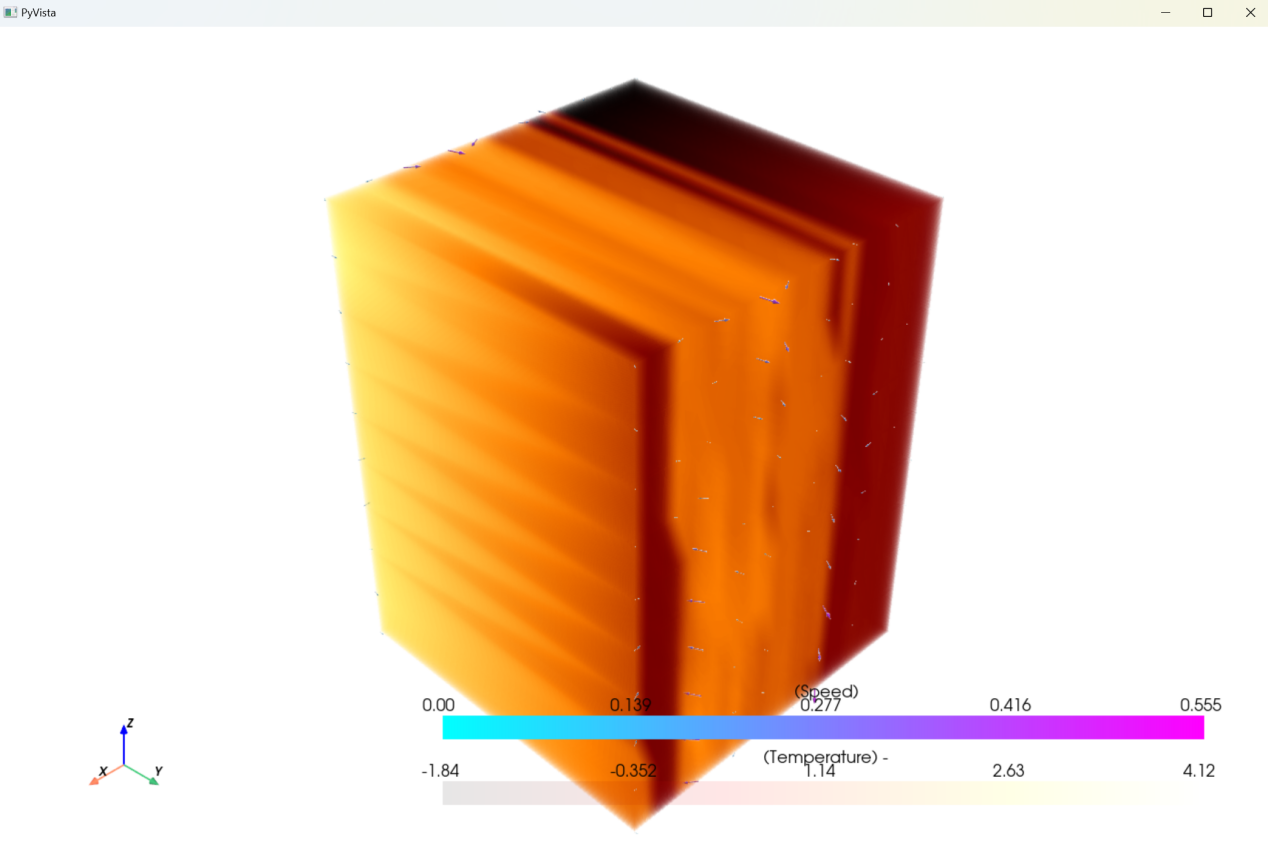 PyVista
(Speed)
0.00 0.139 0.277 0.416 0.555
(Temperature) -
-1.84 -0.352 1.14 2.63 4.12
Z
X Y